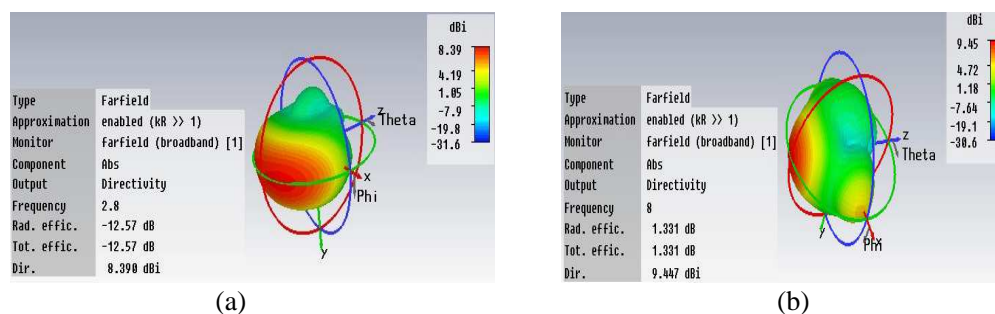 dBi
8.39
4.19
1.05
-7.9
-19.8
-31.6
Type Farfield
Approximation enabled (kR >> 1)
Monitor farfield (broadband) [1]
Component Abs
Output Directivity
Frequency 2.8
Rad. effic. -12.57 dB
Tot. effic. -12.57 dB
Dir. 8.390 dBi
z
Theta
x
Phi
y
(a)
dBi
9.45
4.72
1.18
-7.64
-19.1
-30.6
Type Farfield
Approximation enabled (kR >> 1)
Monitor farfield (broadband) [1]
Component Abs
Output Directivity
Frequency 8
Rad. effic. 1.331 dB
Tot. effic. 1.331 dB
Dir. 9.447 dBi
z
Theta
y
x
Phi
(b)